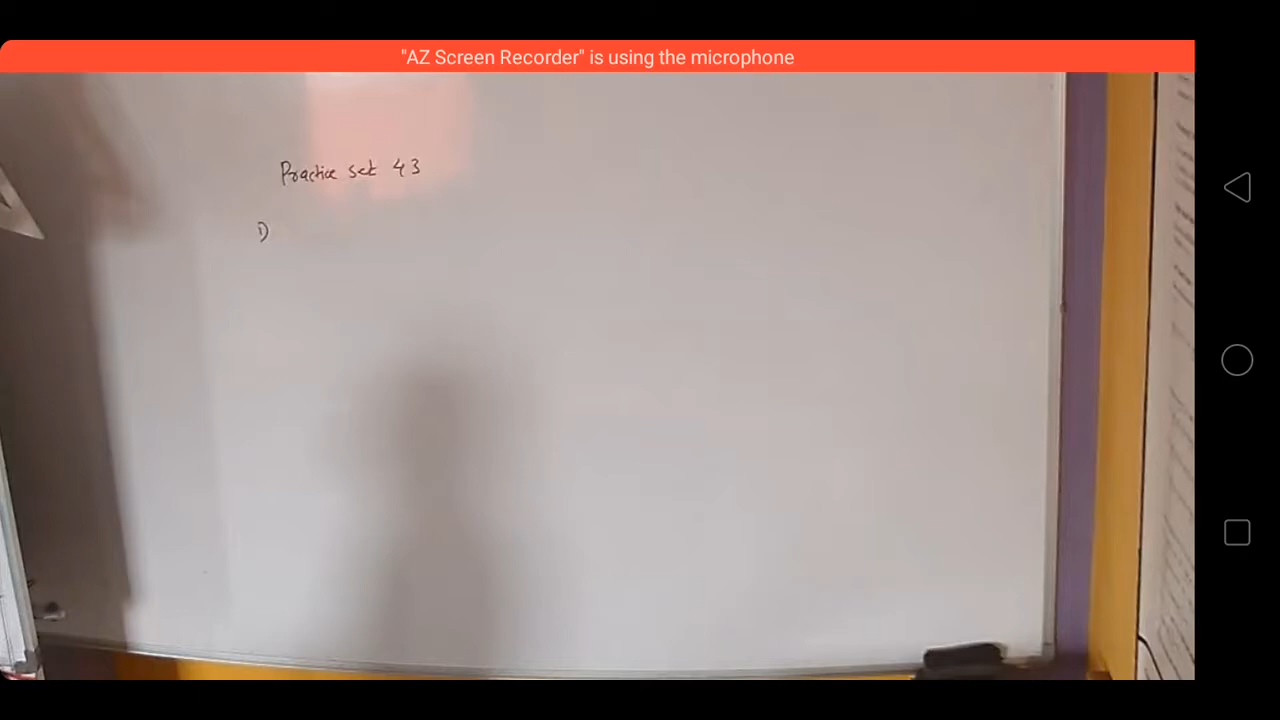 "AZ Screen Recorder" is using the microphone
Practice set 43
1)